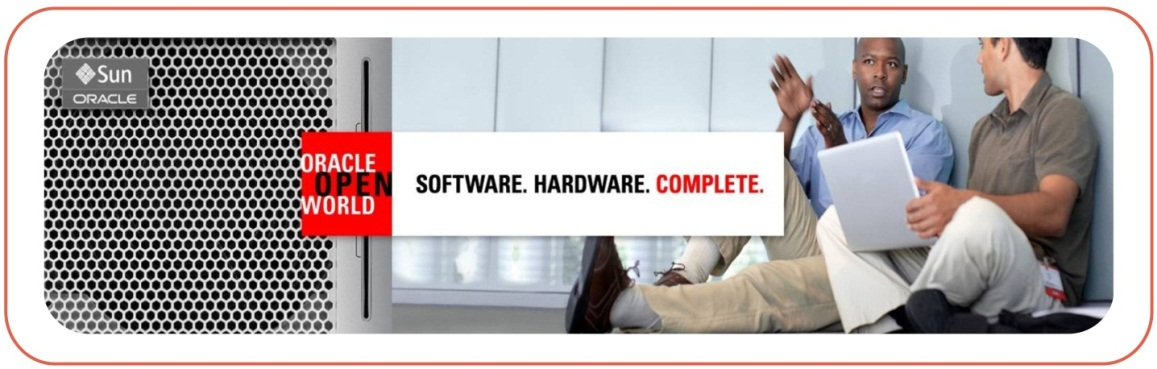 Sun
ORACLE
ORACLE
OPEN
WORLD
SOFTWARE. HARDWARE. COMPLETE.